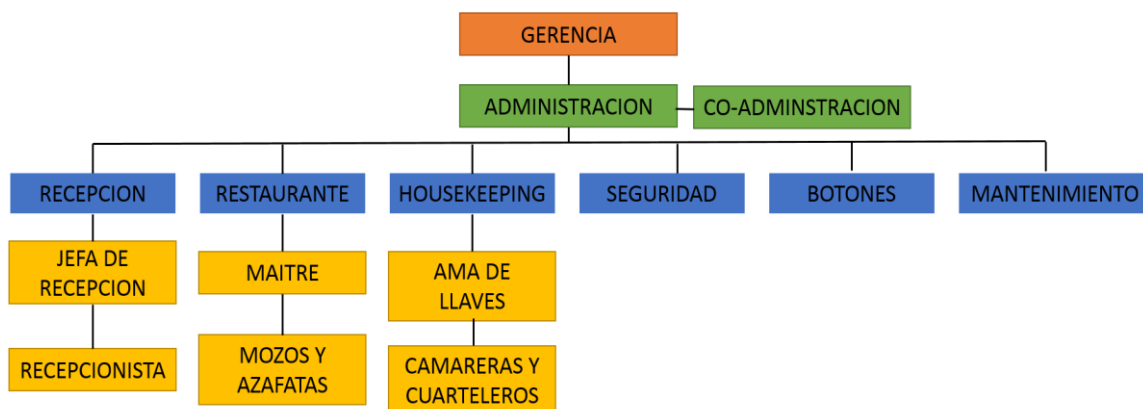 GERENCIA
ADMINISTRACION
CO-ADMINSTRACION
RECEPCION
RESTAURANTE
HOUSEKEEPING
SEGURIDAD
BOTONES
MANTENIMIENTO
JEFA DE
RECEPCION
MAITRE
AMA DE
LLAVES
RECEPCIONISTA
MOZOS Y
AZAFATAS
CAMARERAS Y
CUARTELEROS